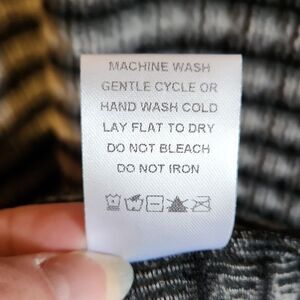 MACHINE WASH
GENTLE CYCLE OR
HAND WASH COLD
LAY FLAT TO DRY
DO NOT BLEACH
DO NOT IRON